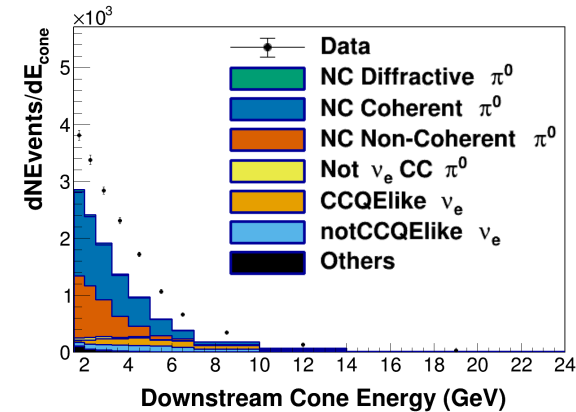 ×10³
dNEvents/dE_cone
5
4
3
2
1
0
2 4 6 8 10 12 14 16 18 20 22 24
Downstream Cone Energy (GeV)
Data
NC Diffractive π⁰
NC Coherent π⁰
NC Non-Coherent π⁰
Not νₑ CC π⁰
CCQElike νₑ
notCCQElike νₑ
Others